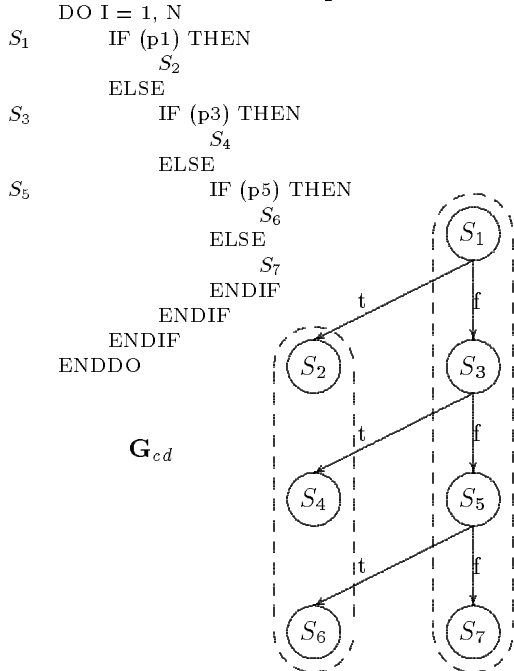 DO I = 1, N
S₁ IF (p1) THEN
S₂
ELSE
S₃ IF (p3) THEN
S₄
ELSE
S₅ IF (p5) THEN
S₆
ELSE
S₇
ENDIF
ENDIF
ENDIF
ENDDO
G_cd
S₁
t f
S₂ S₃
t f
S₄ S₅
t f
S₆ S₇